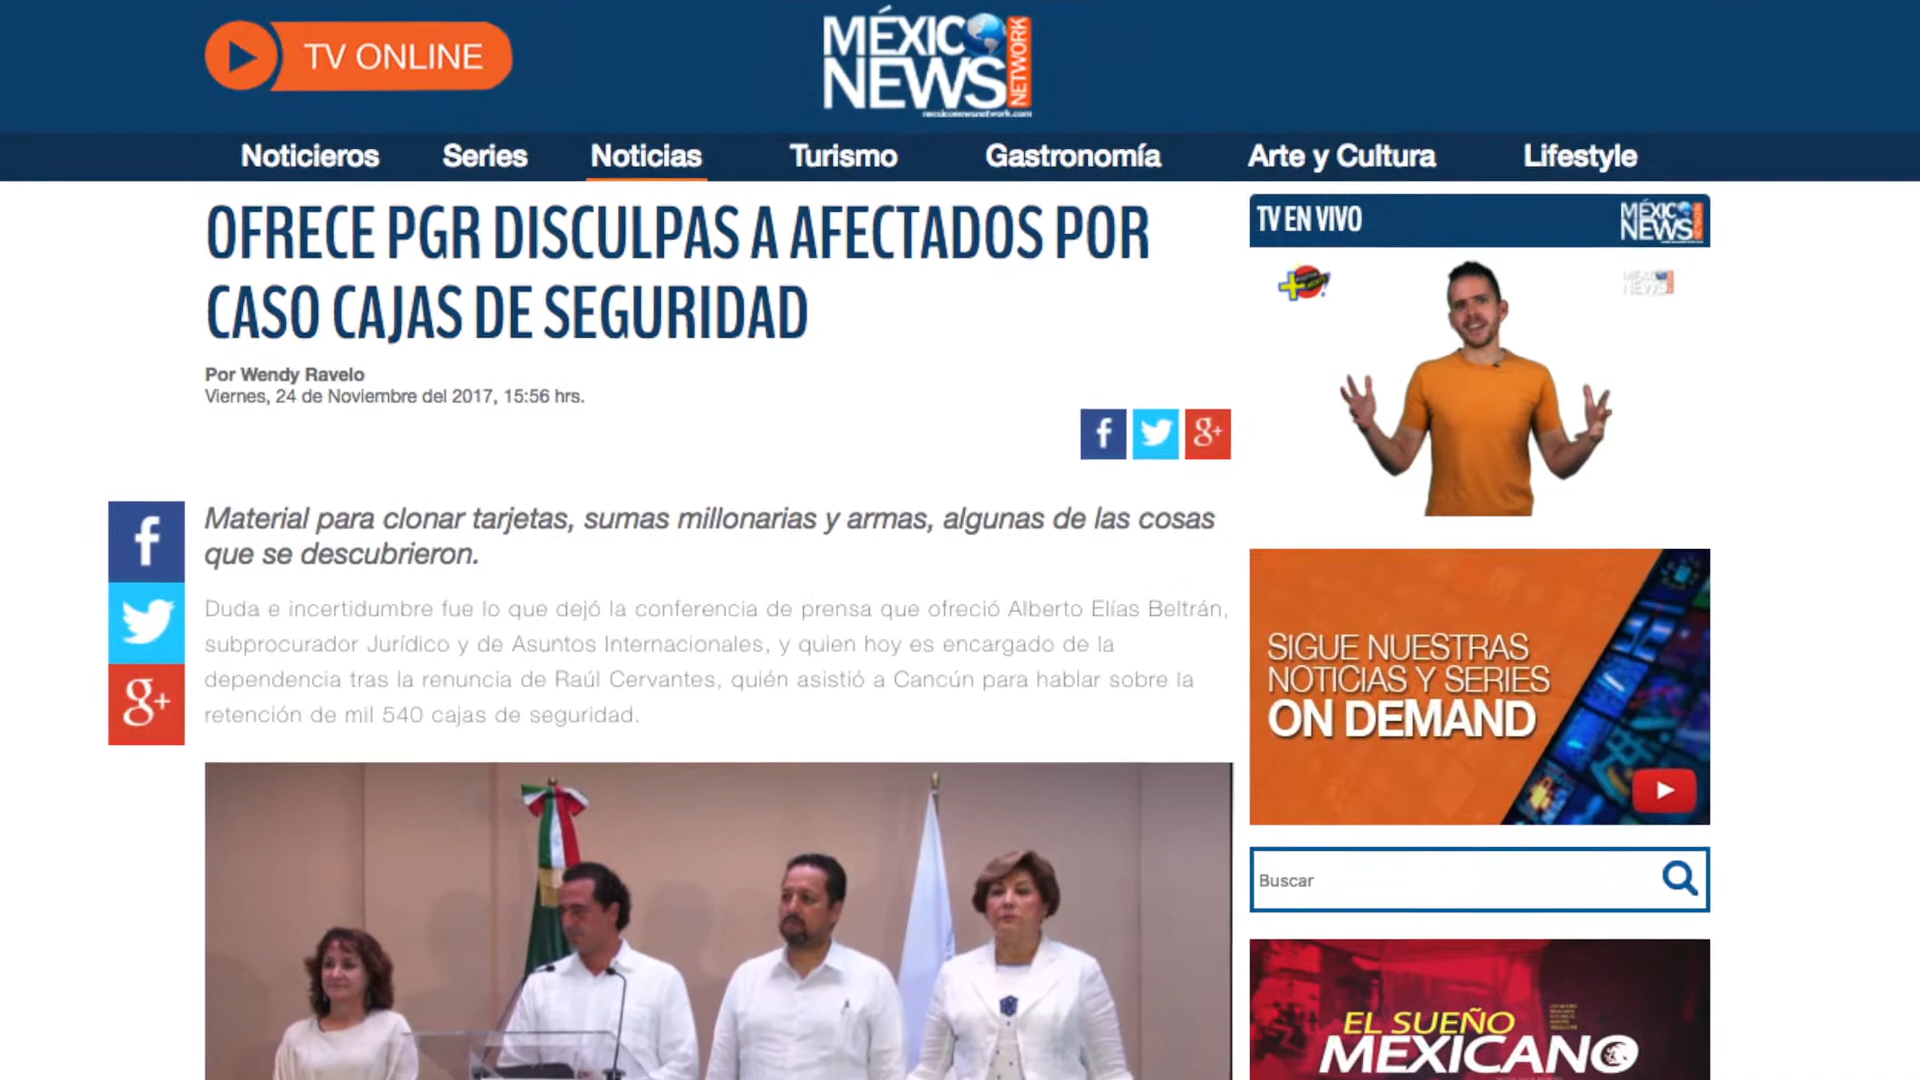 TV ONLINE
MÉXICO
NEWS
NETWORK
mexiconewsnetwork.com
Noticieros Series Noticias Turismo Gastronomía Arte y Cultura Lifestyle
OFRECE PGR DISCULPAS A AFECTADOS POR
CASO CAJAS DE SEGURIDAD
Por Wendy Ravelo
Viernes, 24 de Noviembre del 2017, 15:56 hrs.
f g+
f
g+
Material para clonar tarjetas, sumas millonarias y armas, algunas de las cosas
que se descubrieron.
Duda e incertidumbre fue lo que dejó la conferencia de prensa que ofreció Alberto Elías Beltrán,
subprocurador Jurídico y de Asuntos Internacionales, y quien hoy es encargado de la
dependencia tras la renuncia de Raúl Cervantes, quién asistió a Cancún para hablar sobre la
retención de mil 540 cajas de seguridad.
TV EN VIVO
MÉXICO
NEWS
MÉXICO
NEWS
SIGUE NUESTRAS
NOTICIAS Y SERIES
ON DEMAND
Buscar
EL SUEÑO
MEXICANO